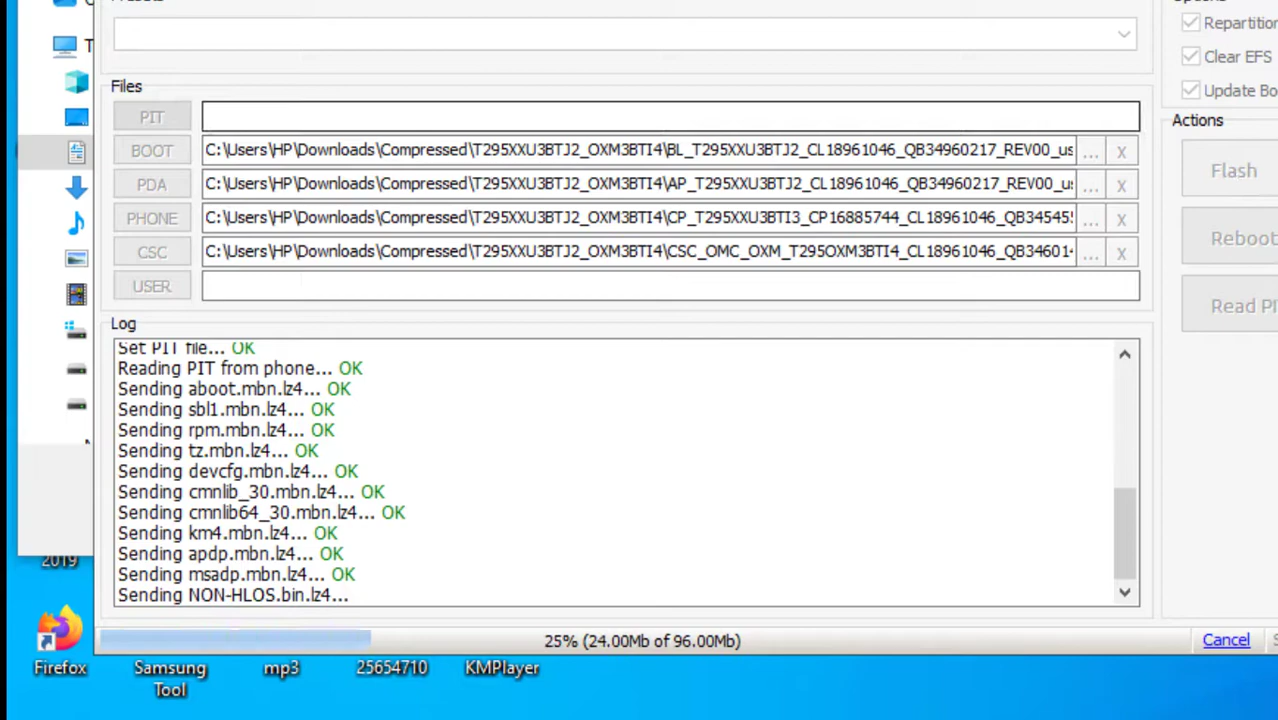 Presets
Options
Repartition
Files
PIT
Clear EFS
BOOT C:\Users\HP\Downloads\Compressed\T295XXU3BTJ2_OXM3BTI4\BL_T295XXU3BTJ2_CL18961046_QB34960217_REV00_us ... x
Update Bo
Actions
PDA C:\Users\HP\Downloads\Compressed\T295XXU3BTJ2_OXM3BTI4\AP_T295XXU3BTJ2_CL18961046_QB34960217_REV00_us ... x
Flash
PHONE C:\Users\HP\Downloads\Compressed\T295XXU3BTJ2_OXM3BTI4\CP_T295XXU3BTI3_CP16885744_CL18961046_QB345455 ... x
Reboot
CSC C:\Users\HP\Downloads\Compressed\T295XXU3BTJ2_OXM3BTI4\CSC_OMC_OXM_T295OXM3BTI4_CL18961046_QB346014 ... x
USER
Read PI
Log
Set PIT file... OK
Reading PIT from phone... OK
Sending aboot.mbn.lz4... OK
Sending sbl1.mbn.lz4... OK
Sending rpm.mbn.lz4... OK
Sending tz.mbn.lz4... OK
Sending devcfg.mbn.lz4... OK
Sending cmnlib_30.mbn.lz4... OK
Sending cmnlib64_30.mbn.lz4... OK
Sending km4.mbn.lz4... OK
Sending apdp.mbn.lz4... OK
Sending msadp.mbn.lz4... OK
Sending NON-HLOS.bin.lz4...
25% (24.00Mb of 96.00Mb)
Cancel
2019
Firefox
Samsung Tool
mp3
25654710
KMPlayer